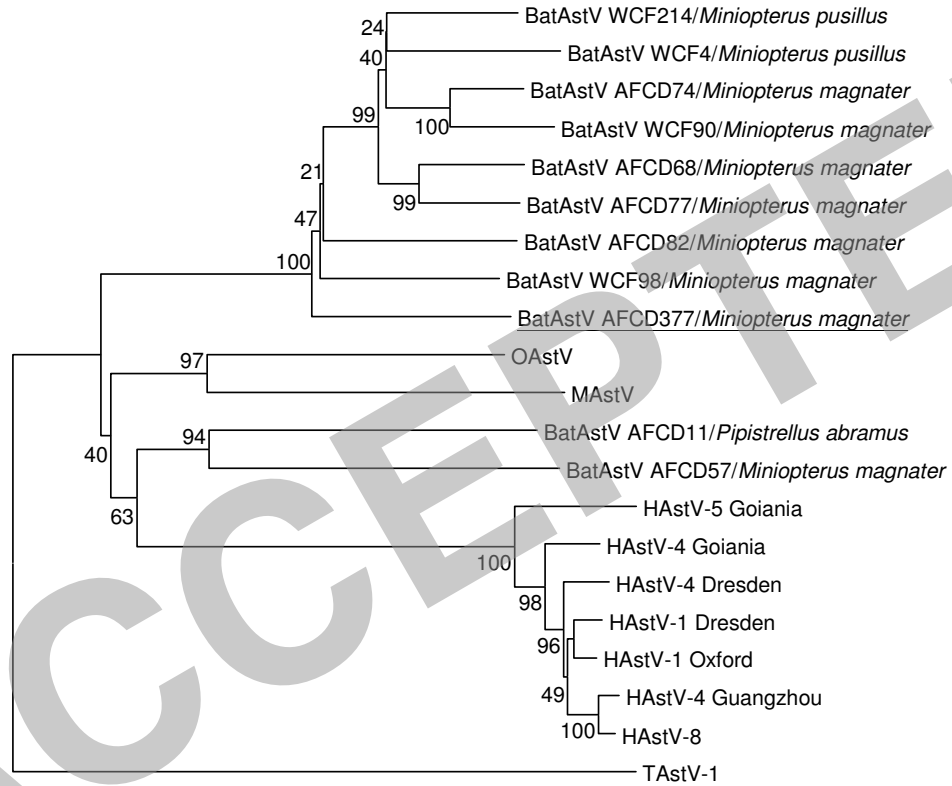 BatAstV WCF214/Miniopterus pusillus
24
BatAstV WCF4/Miniopterus pusillus
40
BatAstV AFCD74/Miniopterus magnater
99
100
BatAstV WCF90/Miniopterus magnater
21
BatAstV AFCD68/Miniopterus magnater
99
BatAstV AFCD77/Miniopterus magnater
47
BatAstV AFCD82/Miniopterus magnater
100
BatAstV WCF98/Miniopterus magnater
BatAstV AFCD377/Miniopterus magnater
97
OAstV
MAstV
94
BatAstV AFCD11/Pipistrellus abramus
40
BatAstV AFCD57/Miniopterus magnater
63
HAstV-5 Goiania
HAstV-4 Goiania
100
HAstV-4 Dresden
98
HAstV-1 Dresden
96
HAstV-1 Oxford
49
HAstV-4 Guangzhou
100
HAstV-8
TAstV-1
CCEPTE